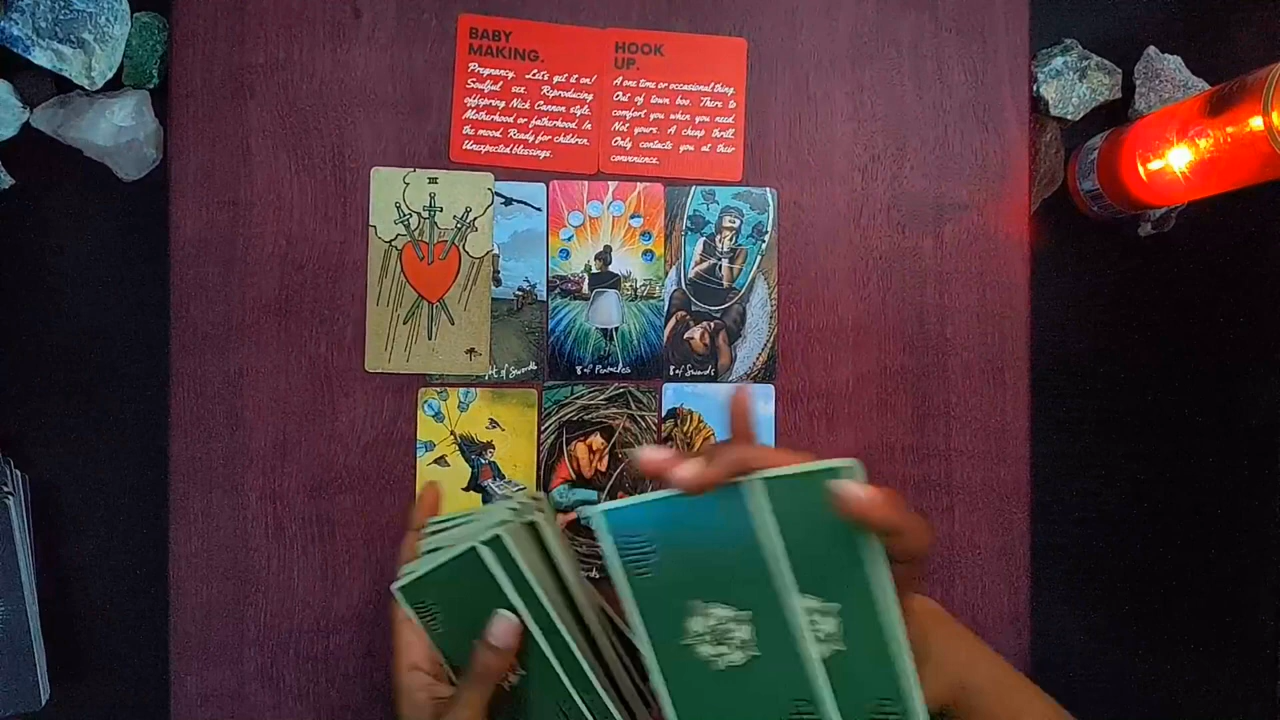 BABY
MAKING.
Pregnancy. Let's get it on!
Soulful sex. Reproducing
offspring Nick Cannon style.
Motherhood or fatherhood. In
the mood. Ready for children.
Unexpected blessings.
HOOK
UP.
A one time or occasional thing.
Out of town boo. There to
comfort you when you need.
Not yours. A cheap thrill.
Only contacts you at their
convenience.
III
of Swords
8 of Pentacles
8 of Swords